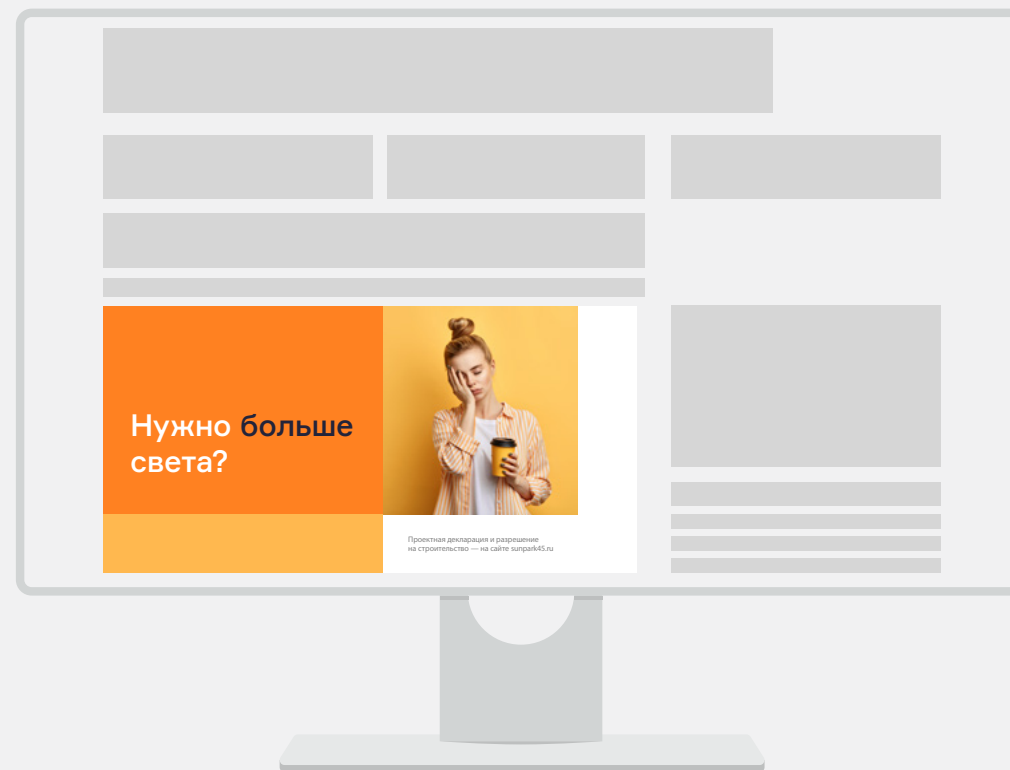 Нужно больше
света?
Проектная декларация и разрешение
на строительство — на сайте sunpark45.ru